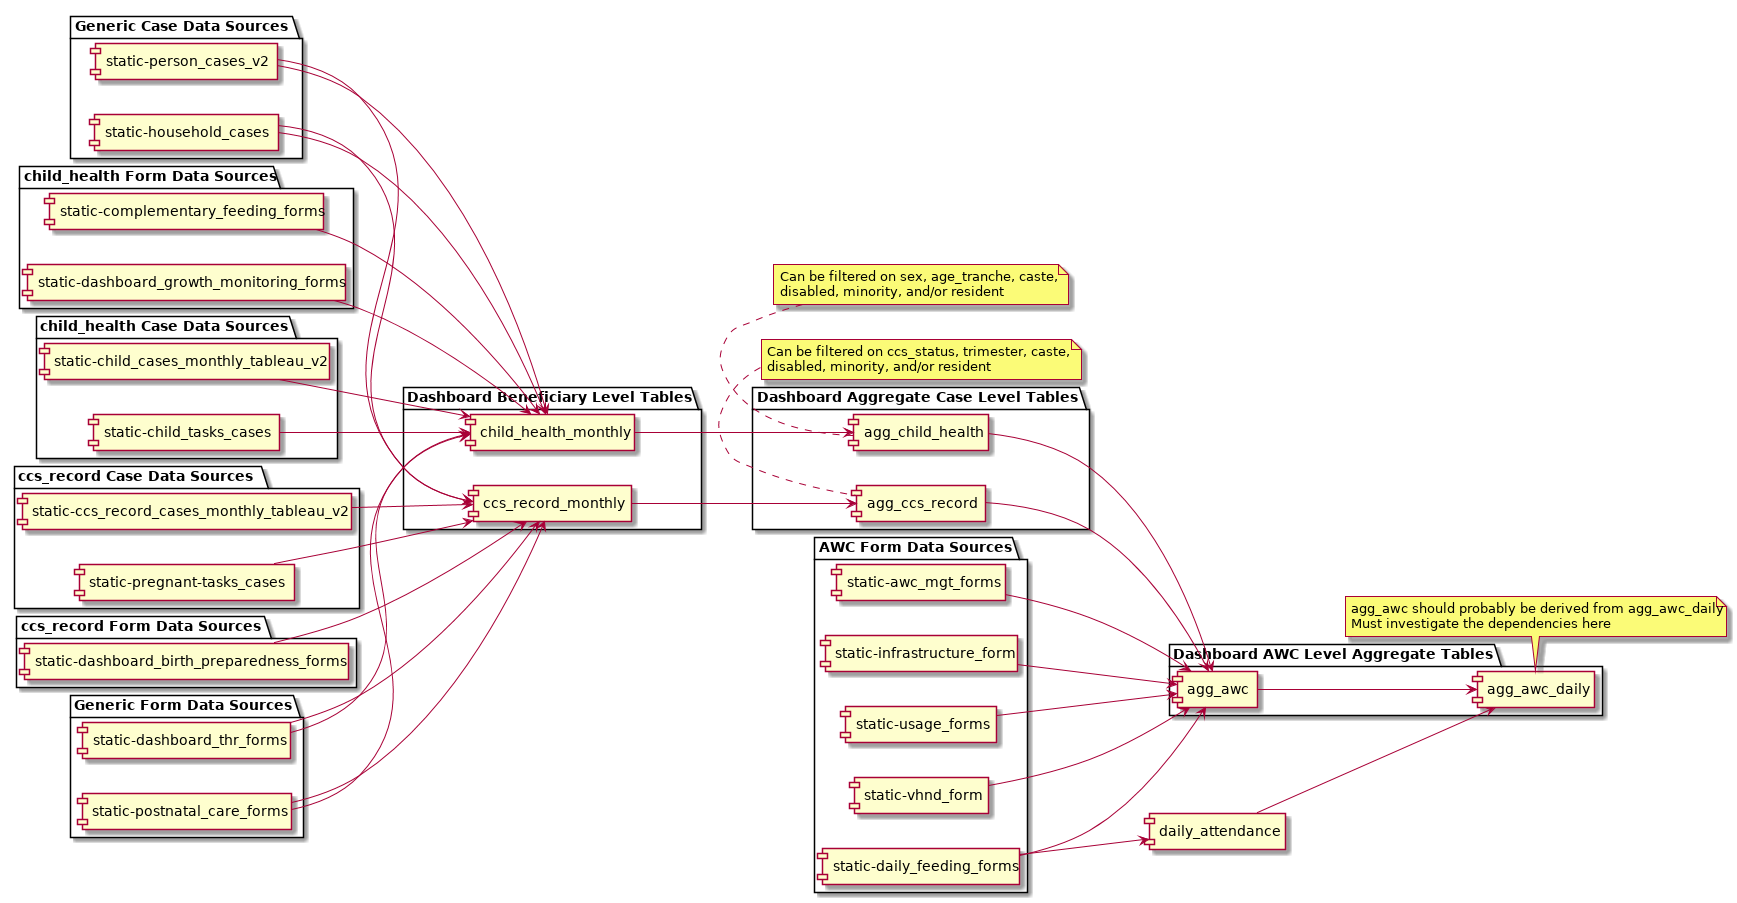 Generic Case Data Sources
static-person_cases_v2
static-household_cases
child_health Form Data Sources
static-complementary_feeding_forms
static-dashboard_growth_monitoring_forms
child_health Case Data Sources
static-child_cases_monthly_tableau_v2
static-child_tasks_cases
ccs_record Case Data Sources
static-ccs_record_cases_monthly_tableau_v2
static-pregnant-tasks_cases
ccs_record Form Data Sources
static-dashboard_birth_preparedness_forms
Generic Form Data Sources
static-dashboard_thr_forms
static-postnatal_care_forms
Dashboard Beneficiary Level Tables
child_health_monthly
ccs_record_monthly
Can be filtered on sex, age_tranche, caste,
disabled, minority, and/or resident
Can be filtered on ccs_status, trimester, caste,
disabled, minority, and/or resident
Dashboard Aggregate Case Level Tables
agg_child_health
agg_ccs_record
AWC Form Data Sources
static-awc_mgt_forms
static-infrastructure_form
static-usage_forms
static-vhnd_form
static-daily_feeding_forms
daily_attendance
agg_awc should probably be derived from agg_awc_daily
Must investigate the dependencies here
Dashboard AWC Level Aggregate Tables
agg_awc
agg_awc_daily